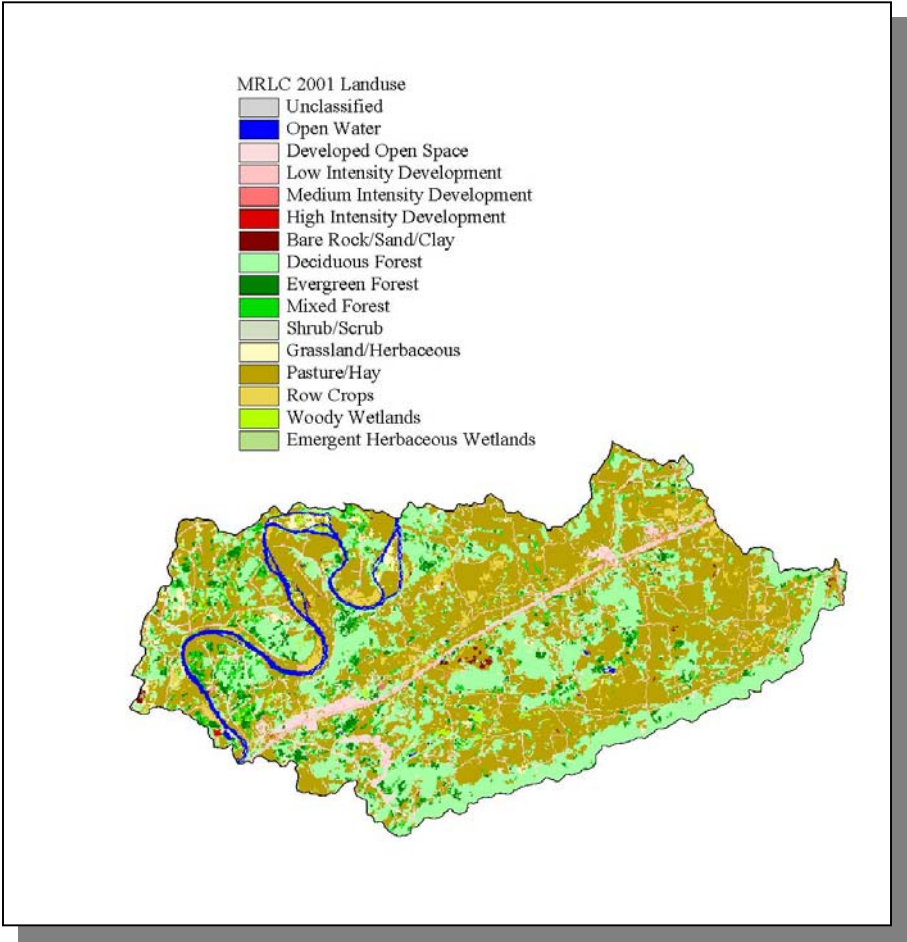 MRLC 2001 Landuse
Unclassified
Open Water
Developed Open Space
Low Intensity Development
Medium Intensity Development
High Intensity Development
Bare Rock/Sand/Clay
Deciduous Forest
Evergreen Forest
Mixed Forest
Shrub/Scrub
Grassland/Herbaceous
Pasture/Hay
Row Crops
Woody Wetlands
Emergent Herbaceous Wetlands